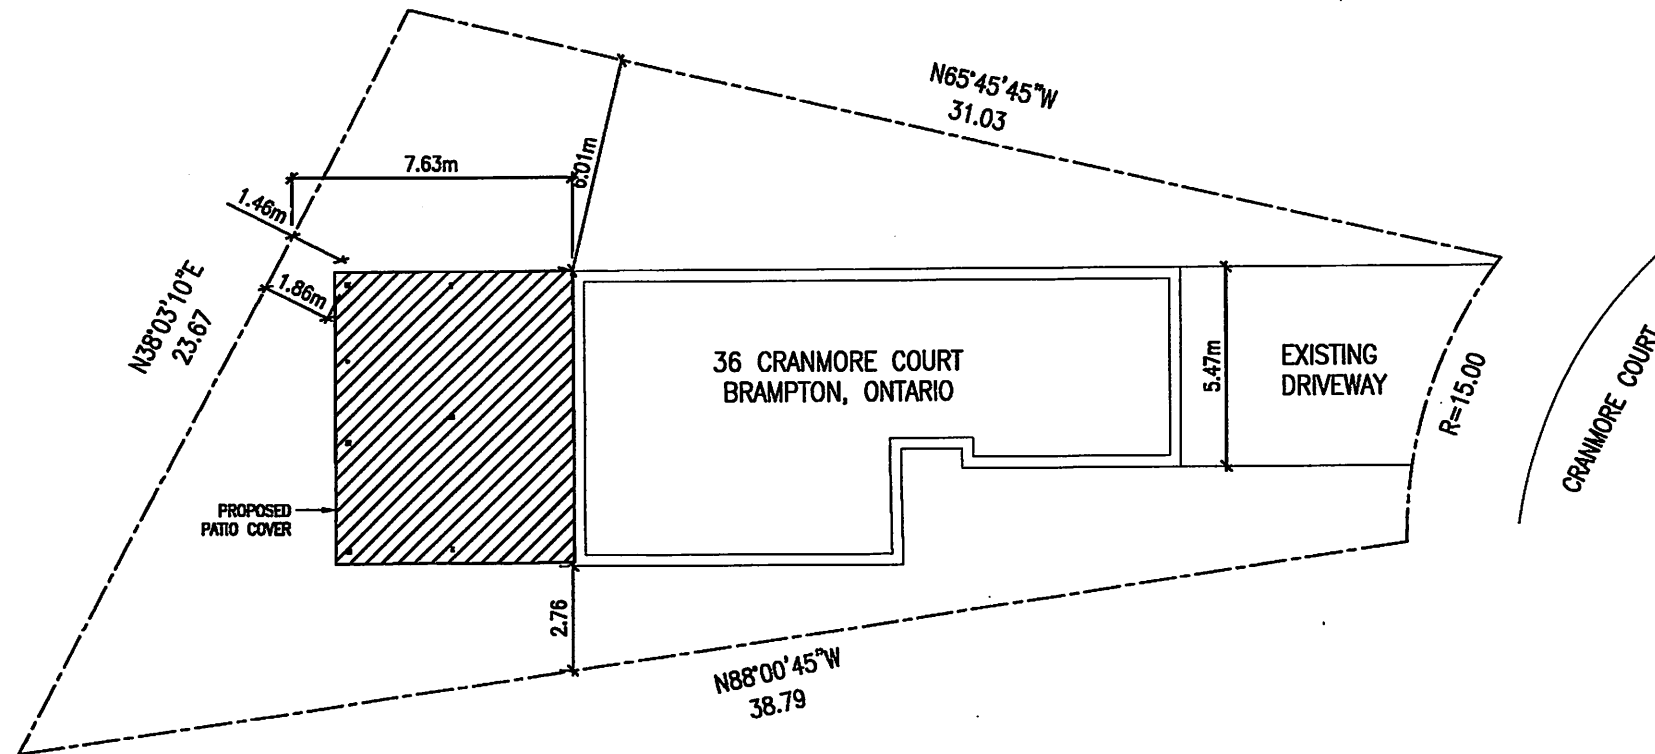 N65°45'45"W
31.03
7.63m
6.01m
1.46m
1.86m
N38°03'10"E
23.67
36 CRANMORE COURT
BRAMPTON, ONTARIO
5.47m
EXISTING
DRIVEWAY
R=15.00
CRANMORE COURT
PROPOSED
PATIO COVER
2.76
N88°00'45"W
38.79